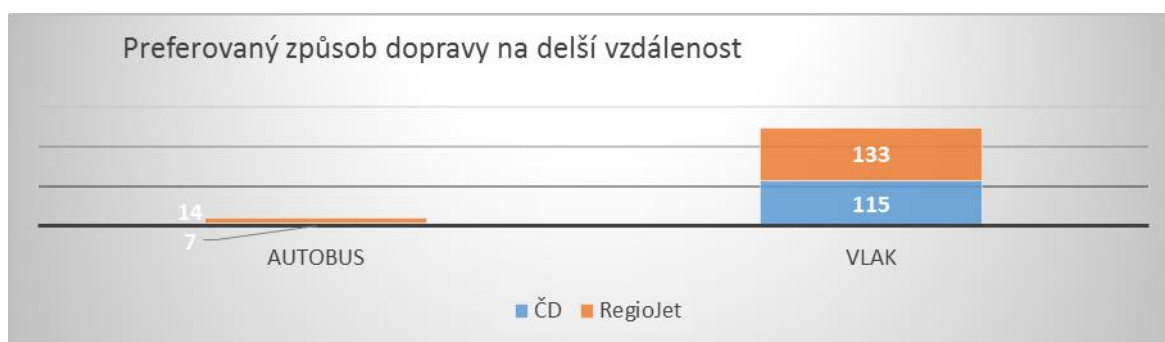 Preferovaný způsob dopravy na delší vzdálenost
133
14
115
7
AUTOBUS VLAK
ČD RegioJet